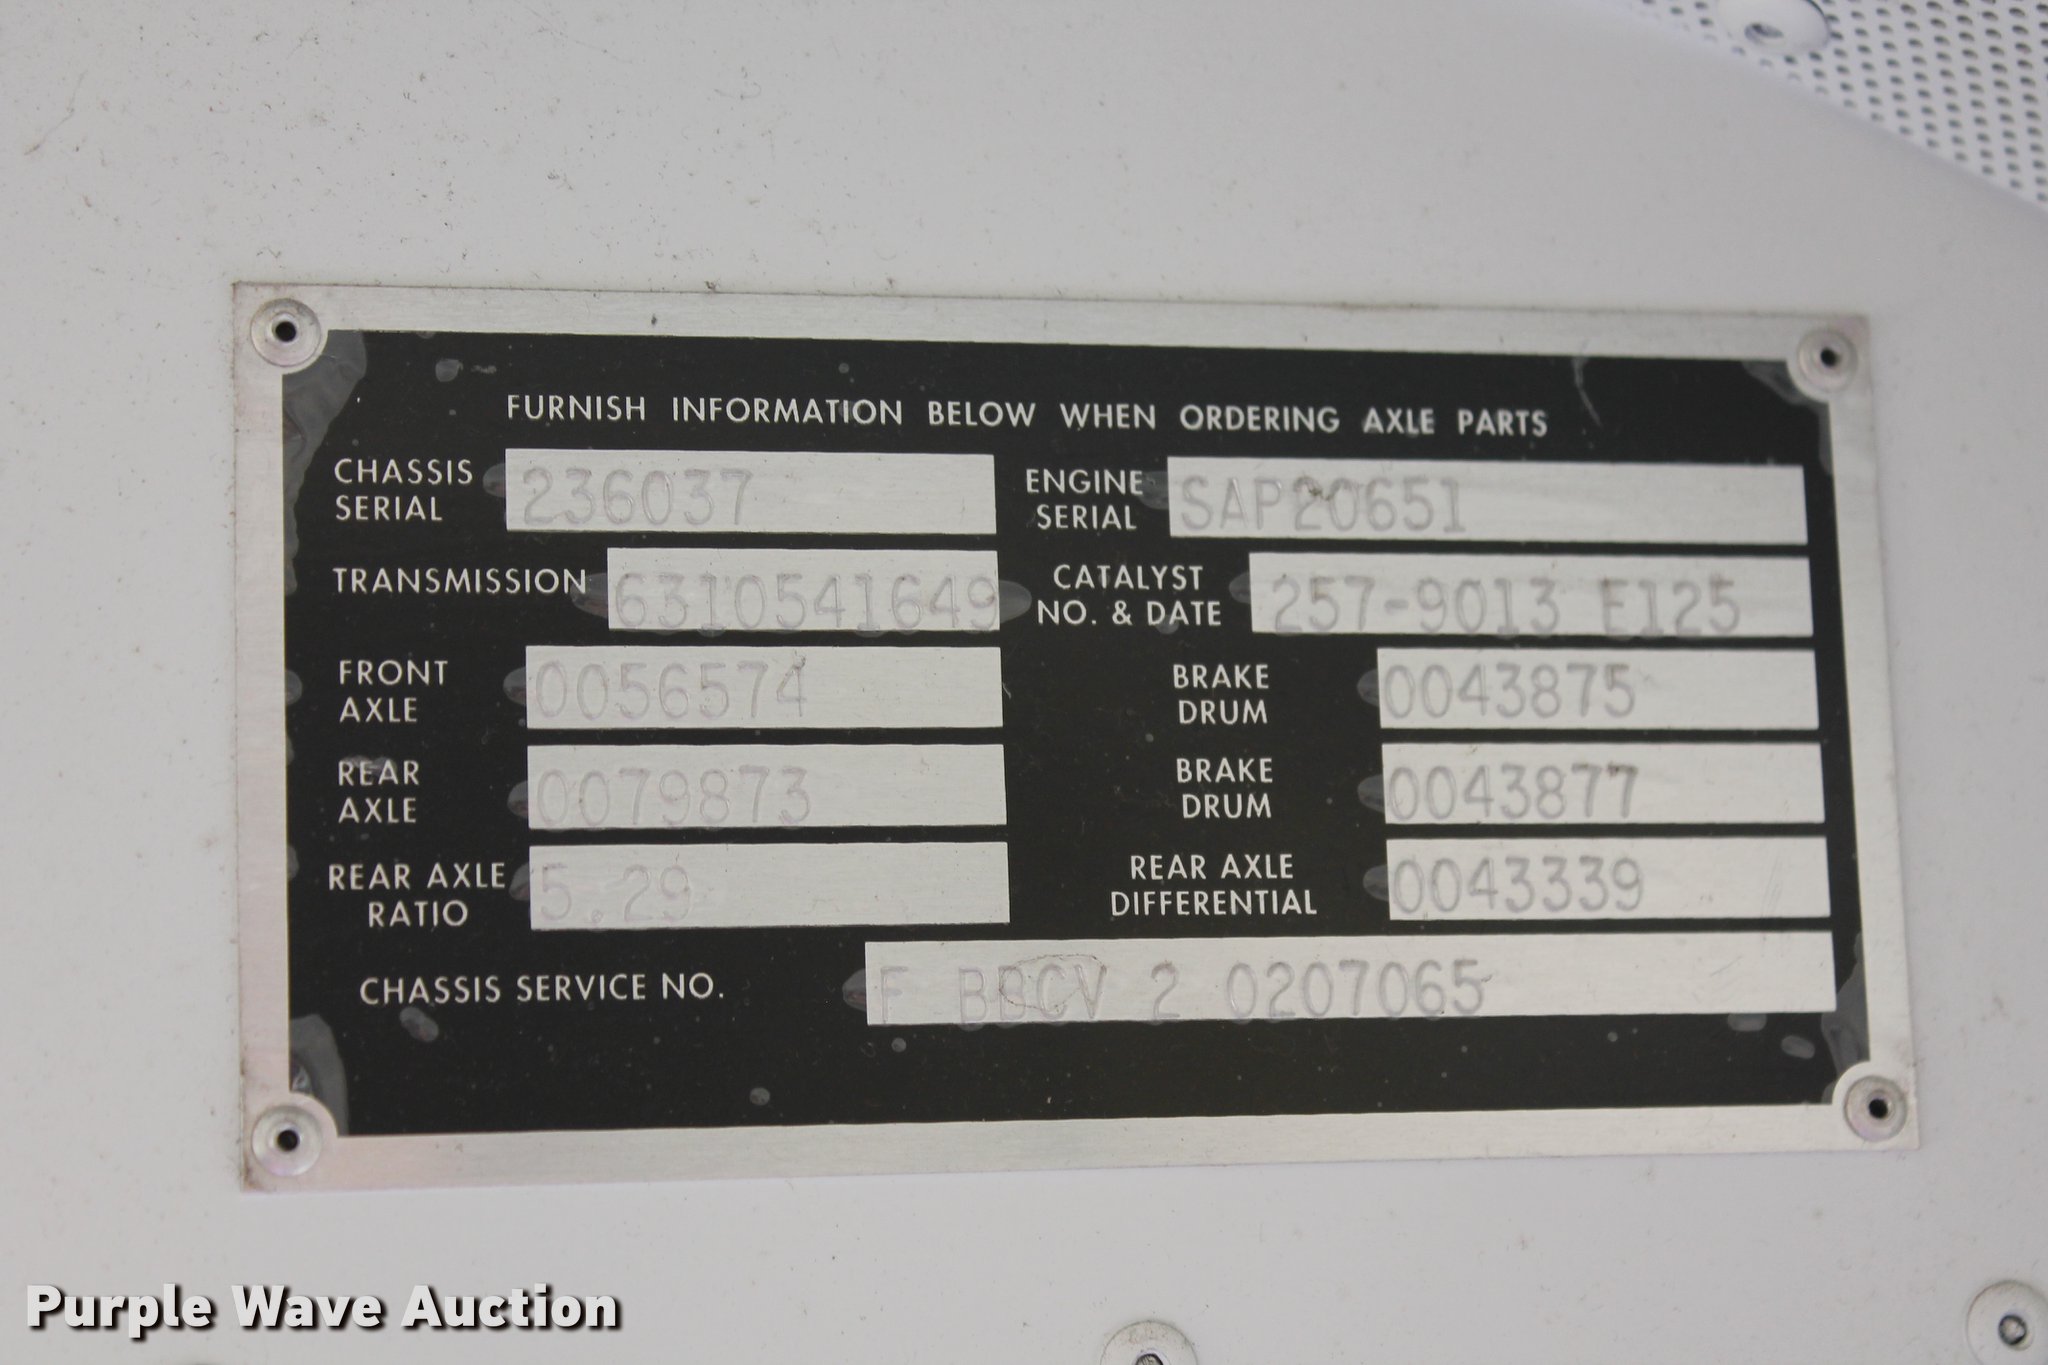 FURNISH INFORMATION BELOW WHEN ORDERING AXLE PARTS
CHASSIS SERIAL 236037
ENGINE SERIAL SAP20651
TRANSMISSION 6310541649
CATALYST NO. & DATE 257-9013 E125
FRONT AXLE 0056574
BRAKE DRUM 0043875
REAR AXLE 0079873
BRAKE DRUM 0043877
REAR AXLE RATIO 5.29
REAR AXLE DIFFERENTIAL 0043339
CHASSIS SERVICE NO. F BBCV 2 0207065
Purple Wave Auction